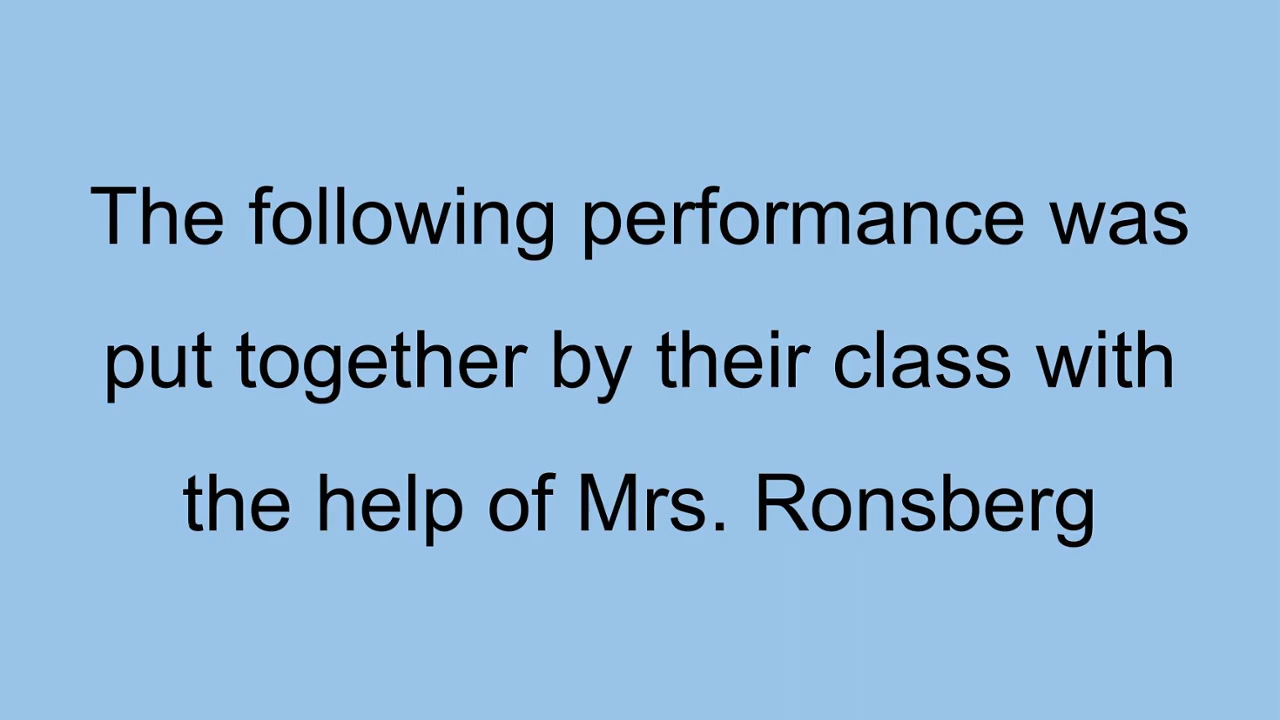 The following performance was
put together by their class with
the help of Mrs. Ronsberg